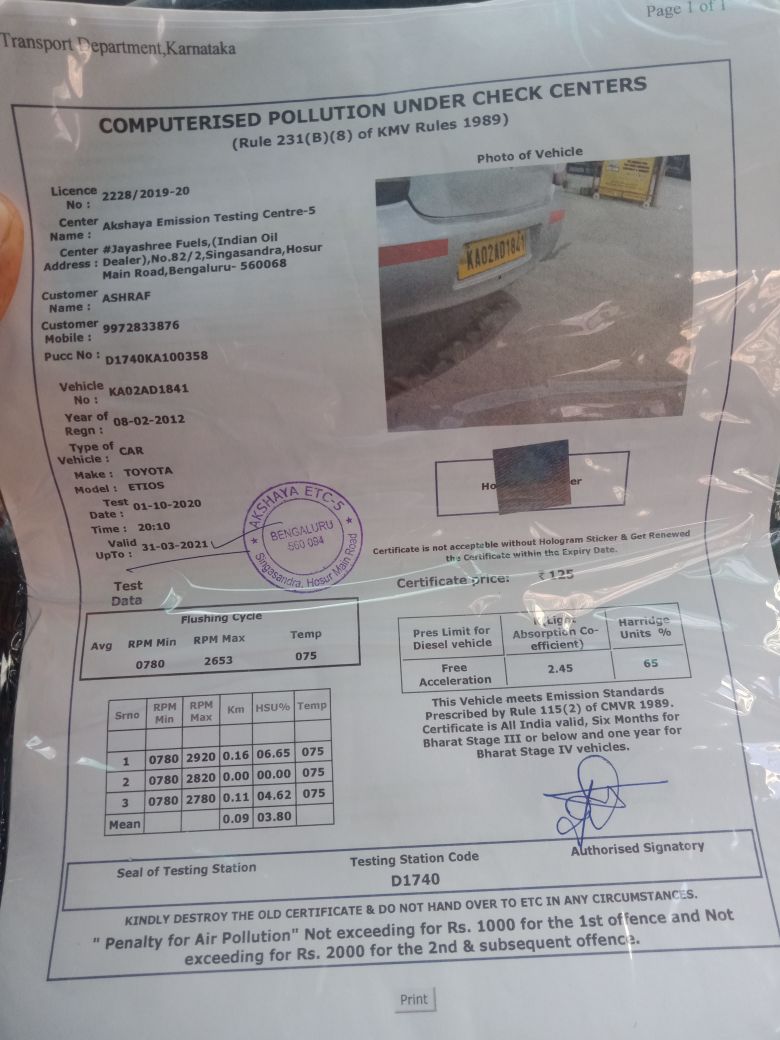 Page 1 of 1
Transport Department,Karnataka
COMPUTERISED POLLUTION UNDER CHECK CENTERS
(Rule 231(B)(8) of KMV Rules 1989)
Photo of Vehicle
Licence No : 2228/2019-20
Center Name : Akshaya Emission Testing Centre-5
Center Address : #Jayashree Fuels,(Indian Oil
Dealer),No.82/2,Singasandra,Hosur
Main Road,Bengaluru- 560068
Customer Name : ASHRAF
Customer Mobile : 9972833876
Pucc No : D1740KA100358
KA02AD1841
Vehicle No : KA02AD1841
Year of Regn : 08-02-2012
Type of Vehicle : CAR
Make : TOYOTA
Model : ETIOS
Test Date : 01-10-2020
Time : 20:10
Valid UpTo : 31-03-2021
AKSHAYA ETC-5
BENGALURU
560 094
Singasandra, Hosur Main Road
Ho er
Certificate is not accepteble without Hologram Sticker & Get Renewed
the Certificate within the Expiry Date.
Certificate price: ₹ 125
Test Data
Flushing Cycle
Avg RPM Min RPM Max Temp
0780 2653 075
Pres Limit for Diesel vehicle Absorption Co-efficient) Harridge Units %
Free Acceleration 2.45 65
Srno RPM Min RPM Max Km HSU% Temp
1 0780 2920 0.16 06.65 075
2 0780 2820 0.00 00.00 075
3 0780 2780 0.11 04.62 075
Mean 0.09 03.80
This Vehicle meets Emission Standards
Prescribed by Rule 115(2) of CMVR 1989.
Certificate is All India valid, Six Months for
Bharat Stage III or below and one year for
Bharat Stage IV vehicles.
Seal of Testing Station
Testing Station Code
D1740
Authorised Signatory
KINDLY DESTROY THE OLD CERTIFICATE & DO NOT HAND OVER TO ETC IN ANY CIRCUMSTANCES.
" Penalty for Air Pollution" Not exceeding for Rs. 1000 for the 1st offence and Not
exceeding for Rs. 2000 for the 2nd & subsequent offence.
Print